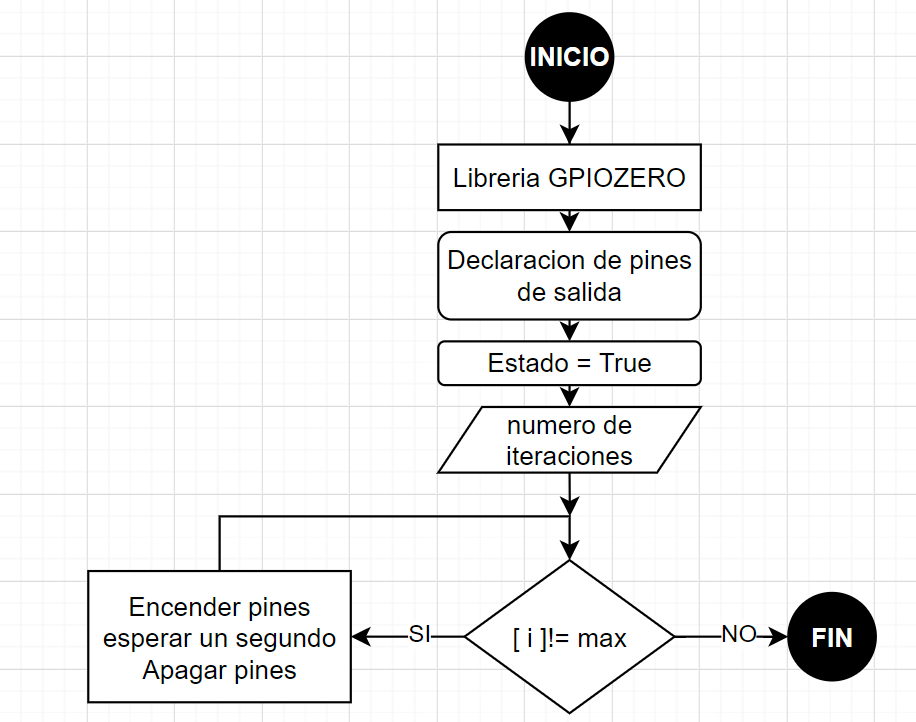 INICIO
Libreria GPIOZERO
Declaracion de pines
de salida
Estado = True
numero de
iteraciones
Encender pines
esperar un segundo
Apagar pines
SI
[ i ]!= max
NO
FIN